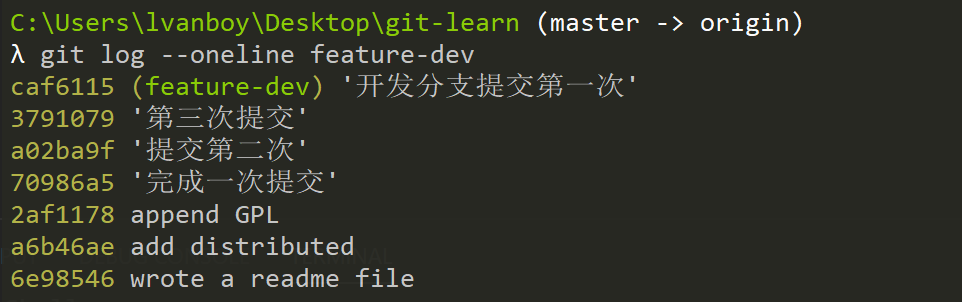 C:\Users\lvanboy\Desktop\git-learn (master -> origin)
λ git log --oneline feature-dev
caf6115 (feature-dev) '开发分支提交第一次'
3791079 '第三次提交'
a02ba9f '提交第二次'
70986a5 '完成一次提交'
2af1178 append GPL
a6b46ae add distributed
6e98546 wrote a readme file